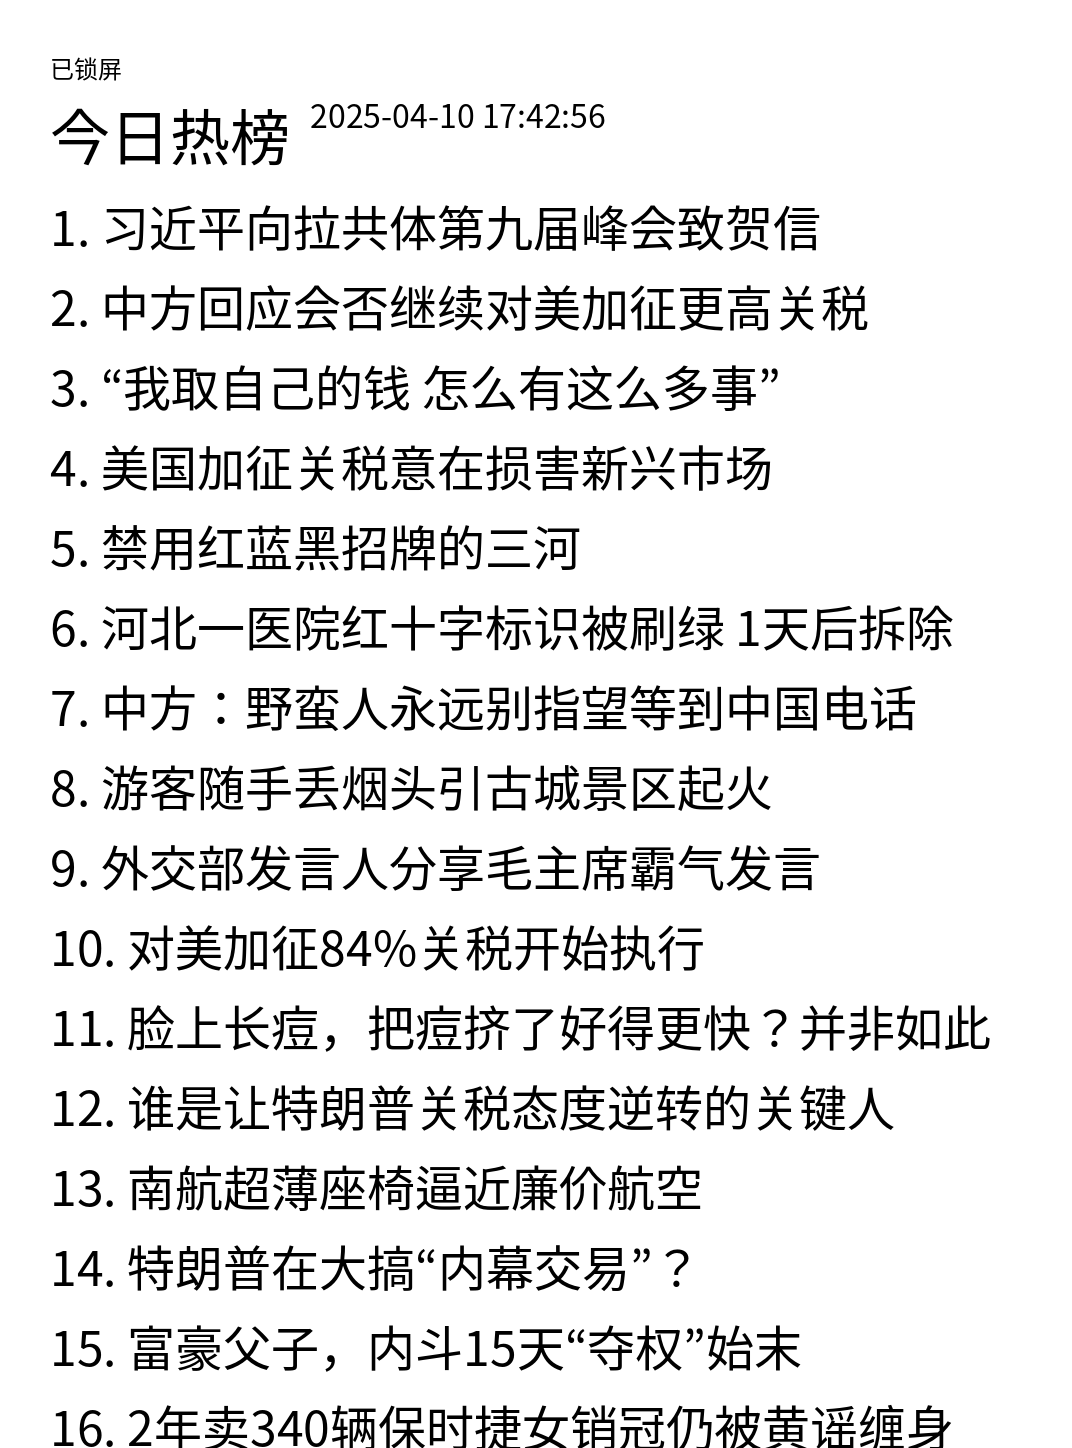 已锁屏
今日热榜 2025-04-10 17:42:56
1. 习近平向拉共体第九届峰会致贺信
2. 中方回应会否继续对美加征更高关税
3. “我取自己的钱 怎么有这么多事”
4. 美国加征关税意在损害新兴市场
5. 禁用红蓝黑招牌的三河
6. 河北一医院红十字标识被刷绿 1天后拆除
7. 中方：野蛮人永远别指望等到中国电话
8. 游客随手丢烟头引古城景区起火
9. 外交部发言人分享毛主席霸气发言
10. 对美加征84%关税开始执行
11. 脸上长痘，把痘挤了好得更快？并非如此
12. 谁是让特朗普关税态度逆转的关键人
13. 南航超薄座椅逼近廉价航空
14. 特朗普在大搞“内幕交易”？
15. 富豪父子，内斗15天“夺权”始末
16. 2年卖340辆保时捷女销冠仍被黄谣缠身